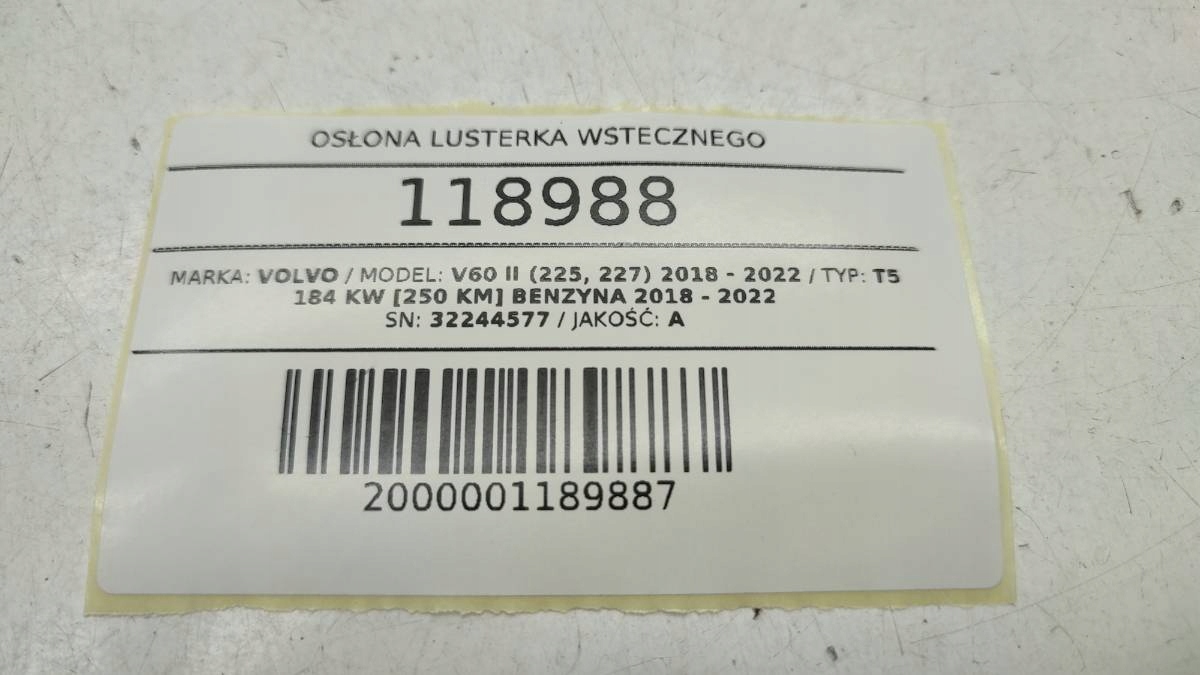 OSŁONA LUSTERKA WSTECZNEGO
118988
MARKA: VOLVO / MODEL: V60 II (225, 227) 2018 - 2022 / TYP: T5
184 KW [250 KM] BENZYNA 2018 - 2022
SN: 32244577 / JAKOŚĆ: A
2000001189887